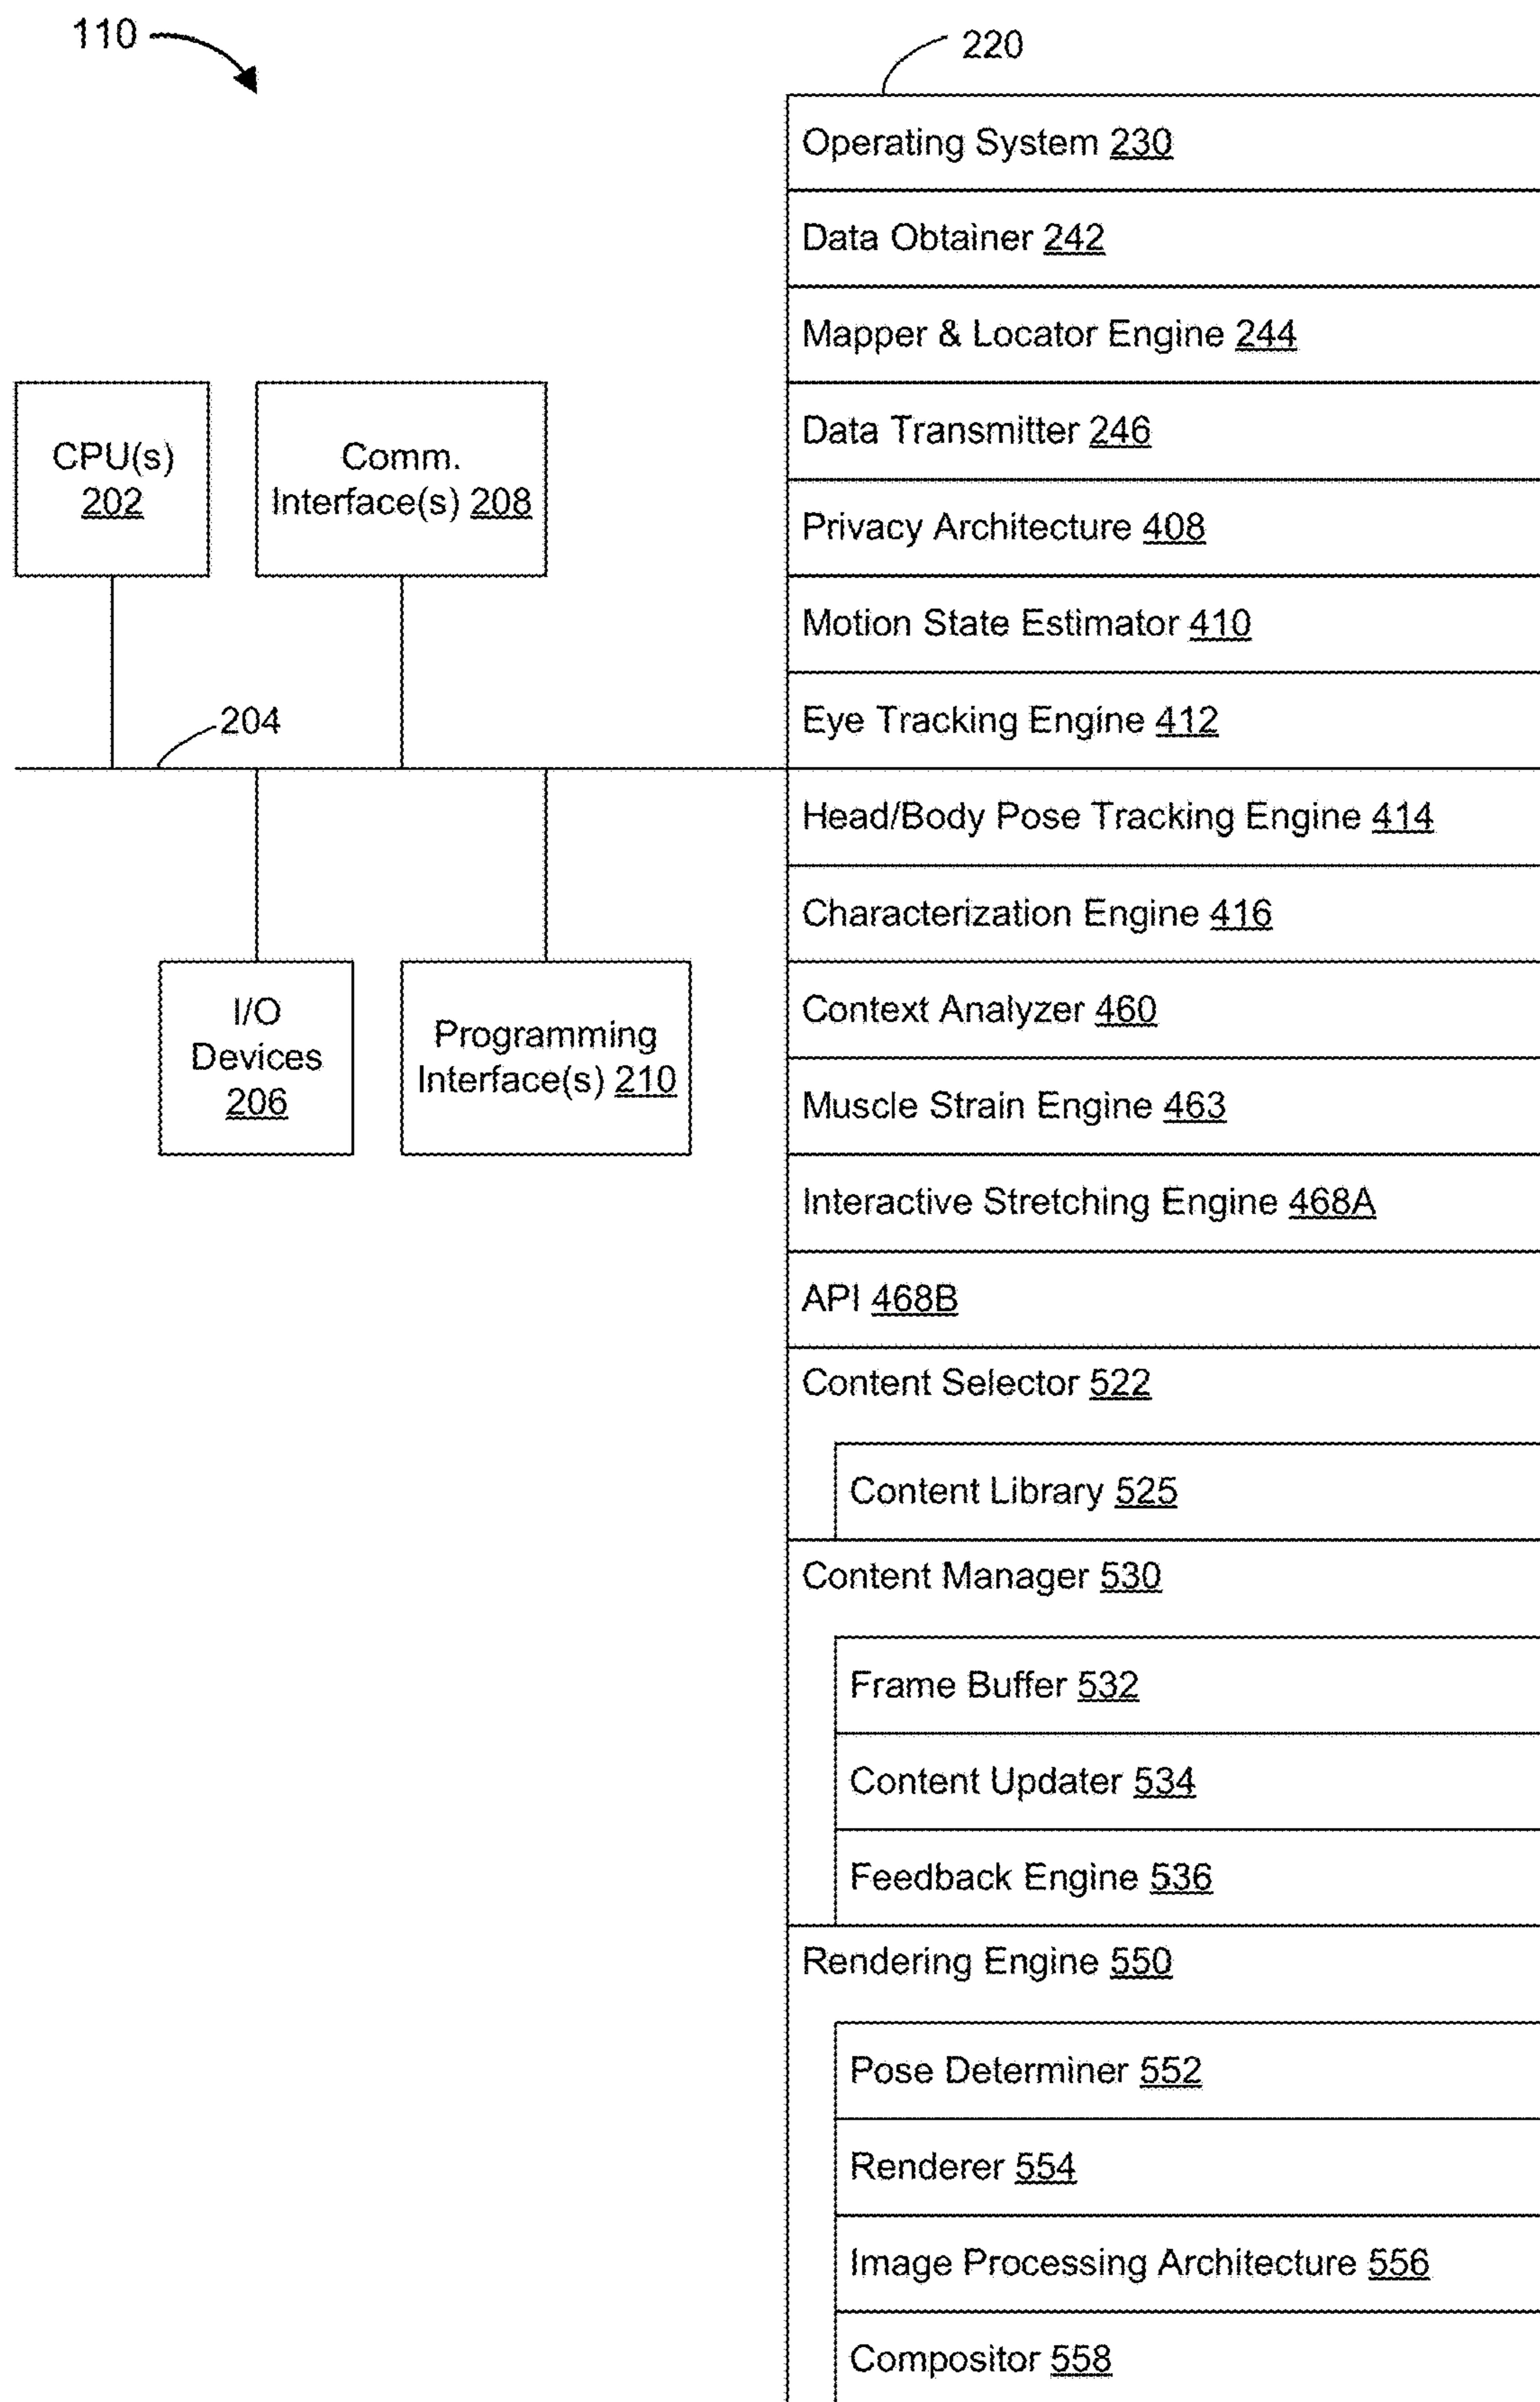 110
220
Operating System 230
Data Obtainer 242
Mapper & Locator Engine 244
Data Transmitter 246
Privacy Architecture 408
Motion State Estimator 410
Eye Tracking Engine 412
CPU(s)
202
Comm.
Interface(s) 208
204
I/O
Devices
206
Programming
Interface(s) 210
Head/Body Pose Tracking Engine 414
Characterization Engine 416
Context Analyzer 460
Muscle Strain Engine 463
Interactive Stretching Engine 468A
API 468B
Content Selector 522
Content Library 525
Content Manager 530
Frame Buffer 532
Content Updater 534
Feedback Engine 536
Rendering Engine 550
Pose Determiner 552
Renderer 554
Image Processing Architecture 556
Compositor 558